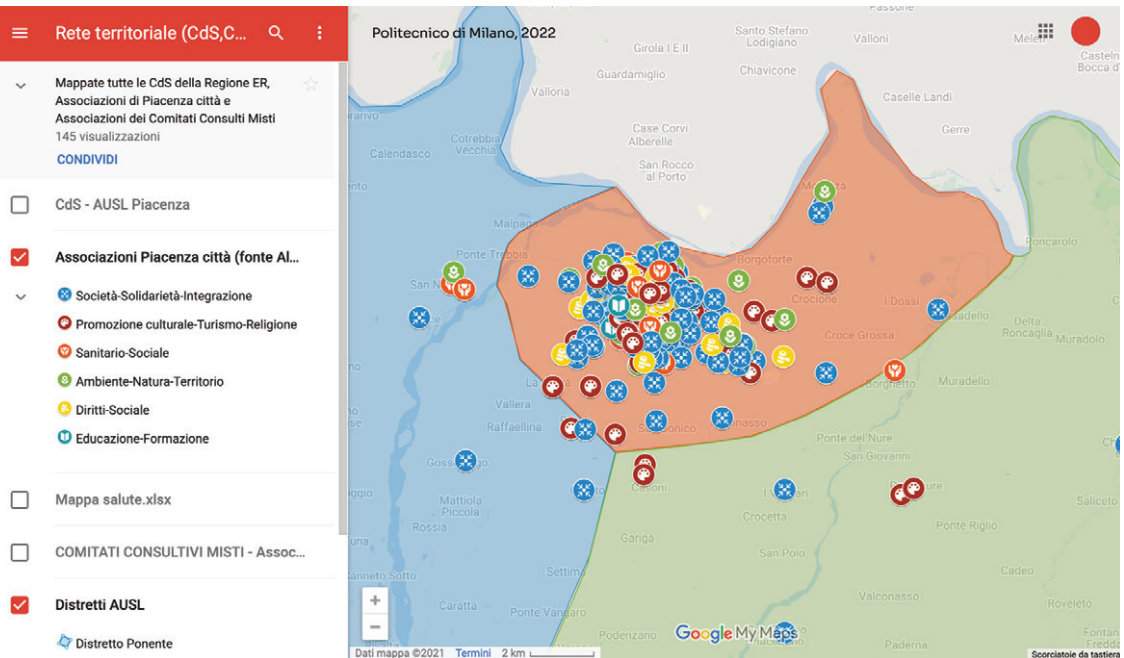 Rete territoriale (CdS,C...
Mappate tutte le CdS della Regione ER,
Associazioni di Piacenza città e
Associazioni dei Comitati Consulti Misti
145 visualizzazioni
CONDIVIDI
CdS - AUSL Piacenza
Associazioni Piacenza città (fonte Al...
Società-Solidarietà-Integrazione
Promozione culturale-Turismo-Religione
Sanitario-Sociale
Ambiente-Natura-Territorio
Diritti-Sociale
Educazione-Formazione
Mappa salute.xlsx
COMITATI CONSULTIVI MISTI - Assoc...
Distretti AUSL
Distretto Ponente
Politecnico di Milano, 2022
Girola I E II
Santo Stefano
Lodigiano
Valloni
Guardamiglio
Chiavicone
Valloria
Caselle Landi
Case Corvi
Alberelle
Gerre
Cotrebbia
Vecchia
Calendasco
San Rocco
al Porto
Malpaga
Ponte Trebbia
Borgoforte
Roncarolo
Crocione
I Dossi
Delta
Roncaglia
Muradolo
Croce Grossa
Borghetto
Muradello
Vallera
Raffaellina
Ponte del Nure
San Giovanni
Mattiola
Piccola
Rossia
Crocetta
Ponte Riglio
Saliceto
Gariga
San Polo
Cadeo
Settima
Caratta
Ponte Vangaro
Valconasso
Roveleto
Podenzano
Paderna
Google My Maps
Dati mappa ©2021
Termini
2 km
Scorciatoie da tastiera